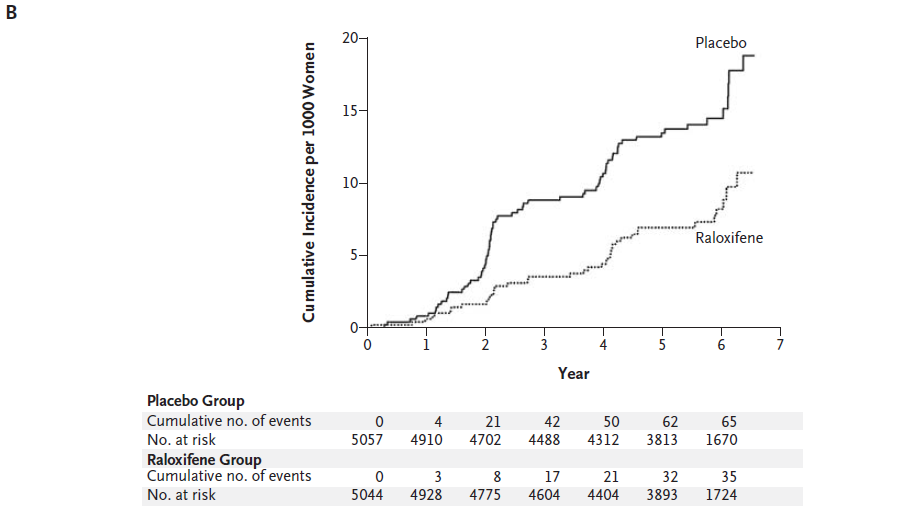 B
Cumulative Incidence per 1000 Women
20
15
10
5
0
Placebo
Raloxifene
0 1 2 3 4 5 6 7
Year
Placebo Group
Cumulative no. of events 0 4 21 42 50 62 65
No. at risk 5057 4910 4702 4488 4312 3813 1670
Raloxifene Group
Cumulative no. of events 0 3 8 17 21 32 35
No. at risk 5044 4928 4775 4604 4404 3893 1724